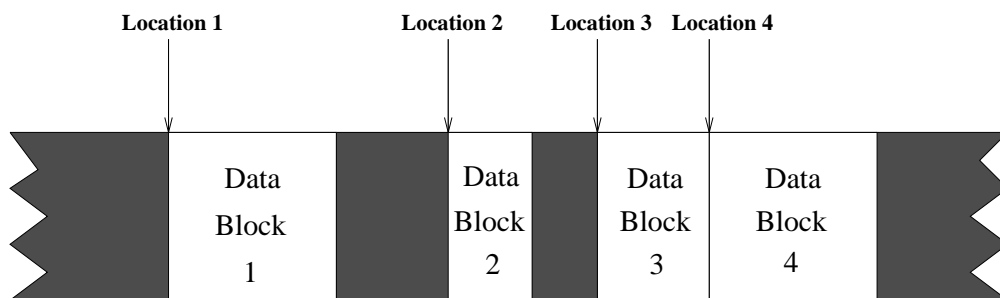 Location 1
Location 2
Location 3
Location 4
Data
Block
1
Data
Block
2
Data
Block
3
Data
Block
4